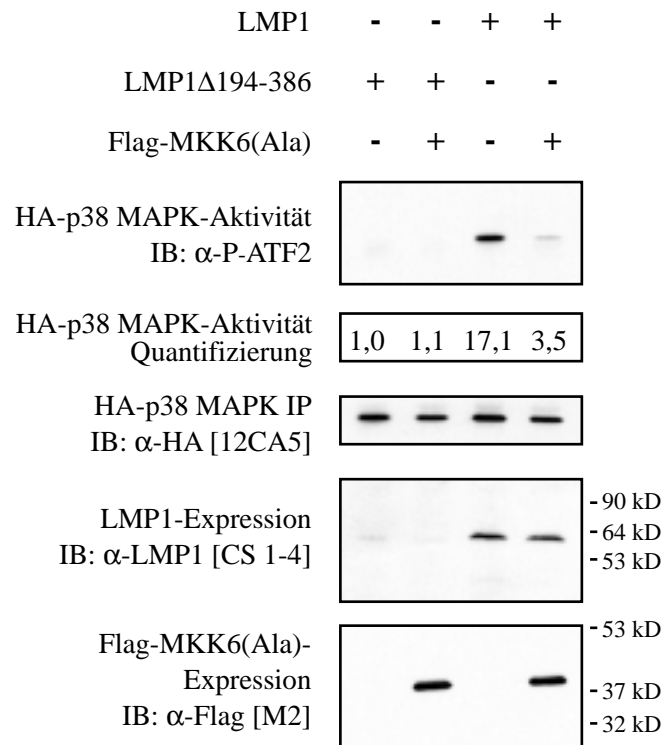 LMP1 - - + +
LMP1Δ194-386 + + - -
Flag-MKK6(Ala) - + - +
HA-p38 MAPK-Aktivität
IB: α-P-ATF2
HA-p38 MAPK-Aktivität
Quantifizierung
1,0 1,1 17,1 3,5
HA-p38 MAPK IP
IB: α-HA [12CA5]
LMP1-Expression
IB: α-LMP1 [CS 1-4]
- 90 kD
- 64 kD
- 53 kD
Flag-MKK6(Ala)-
Expression
IB: α-Flag [M2]
- 53 kD
- 37 kD
- 32 kD